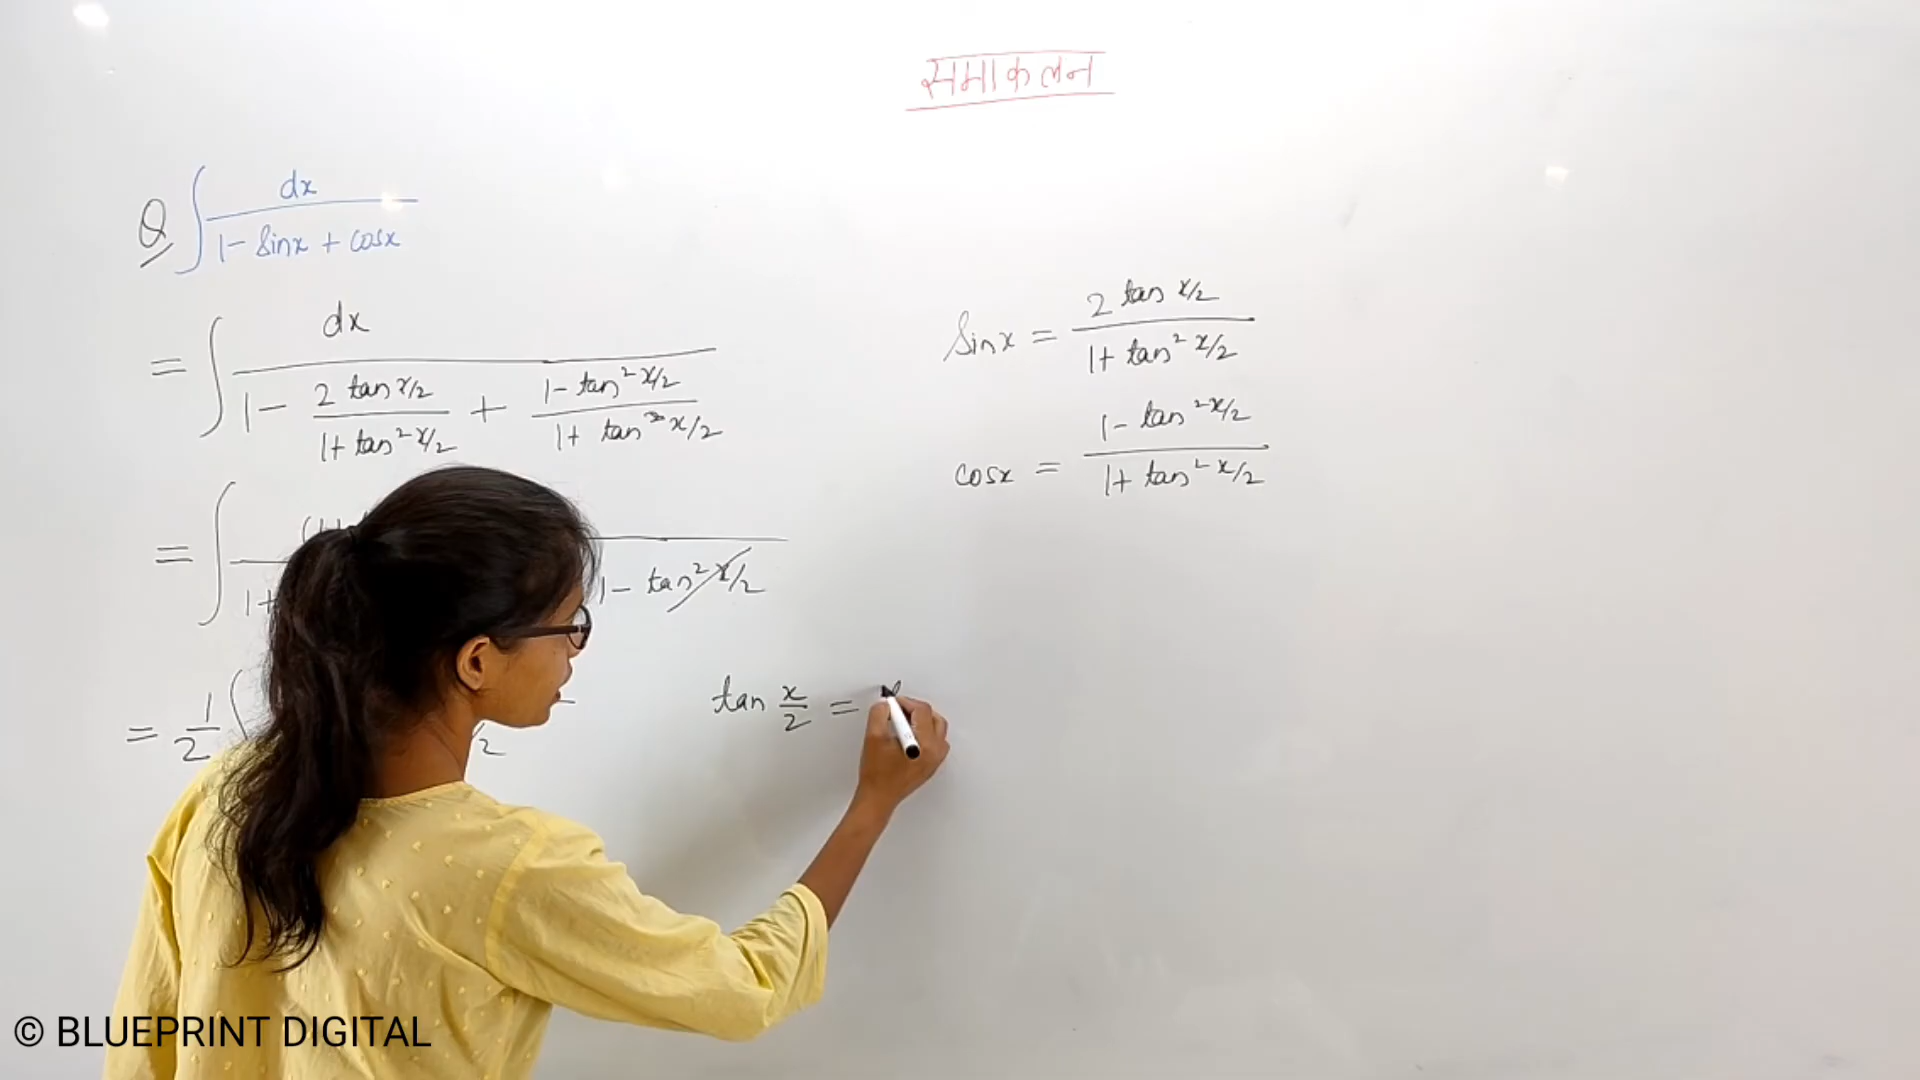 समाकलन
Q ∫ dx / (1 - sinx + cosx)
= ∫ dx / (1 - (2 tan x/2) / (1 + tan² x/2) + (1 - tan² x/2) / (1 + tan² x/2))
sinx = (2 tan x/2) / (1 + tan² x/2)
cosx = (1 - tan² x/2) / (1 + tan² x/2)
= ∫ 1+ 1 - tan² x/2
= 1/2 ∫
tan x/2 =
© BLUEPRINT DIGITAL